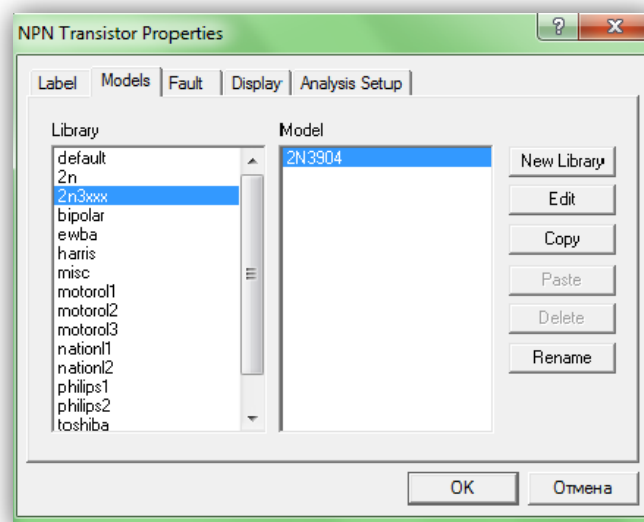 NPN Transistor Properties
?
X
Label Models Fault Display Analysis Setup
Library
default
2n
2n3xxx
bipolar
ewba
harris
misc
motorol1
motorol2
motorol3
nationl1
nationl2
philips1
philips2
toshiba
Model
2N3904
New Library
Edit
Copy
Paste
Delete
Rename
OK
Отмена